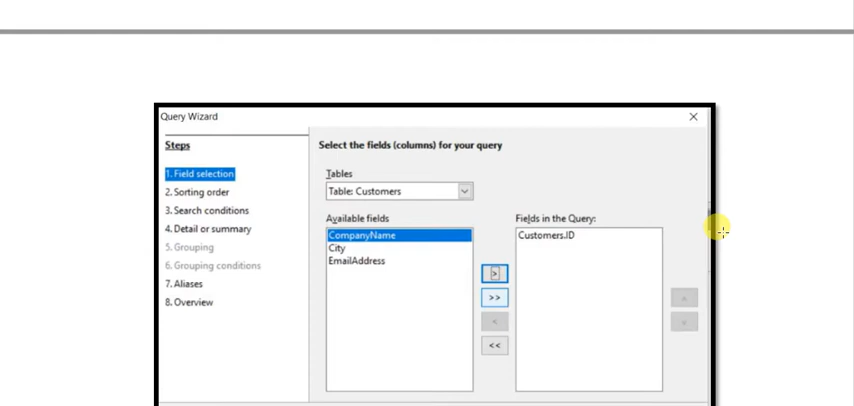 Query Wizard
Steps
1. Field selection
2. Sorting order
3. Search conditions
4. Detail or summary
5. Grouping
6. Grouping conditions
7. Aliases
8. Overview
Select the fields (columns) for your query
Tables
Table: Customers
Available fields
CompanyName
City
EmailAddress
>
>>
<
<<
Fields in the Query:
Customers.ID